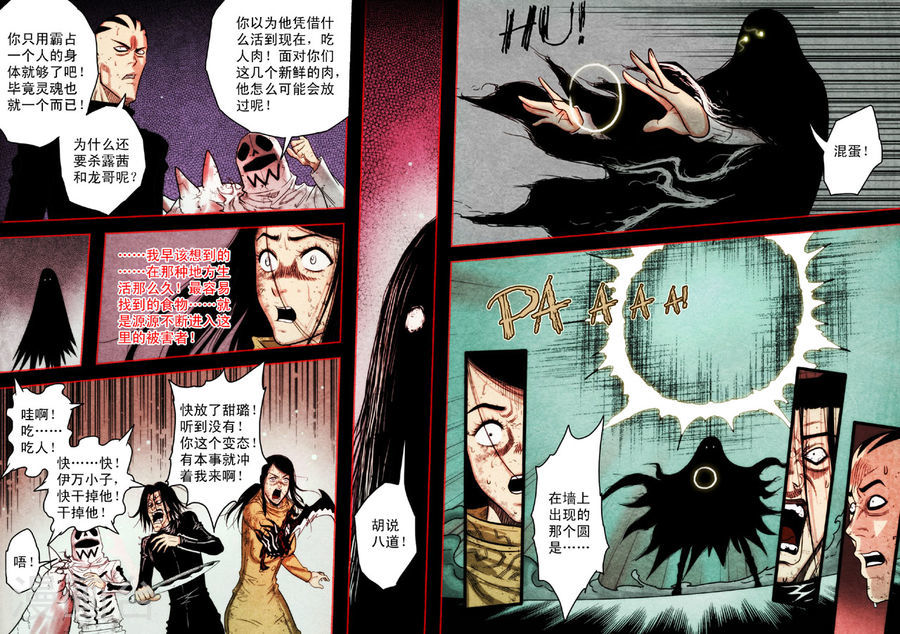 你只用霸占
一个人的身
体就够了吧！
毕竟灵魂也
就一个而已！
为什么还
要杀露茜
和龙哥呢？
你以为他凭借什
么活到现在，吃
人肉！面对你们
这几个新鲜的肉，
他怎么可能会放
过呢！
……我早该想到的
……在那种地方生
活那么久！最容易
找到的食物……就
是源源不断进入这
里的被害者！
哇啊！
吃……
吃人！
快……快！
伊万小子，
快干掉他！
干掉他！
唔！
快放了甜璐！
听到没有！
你这个变态！
有本事就冲
着我来啊！
胡说
八道！
HU!
混蛋！
PA A A A A!
在墙上
出现的
那个圆
是……